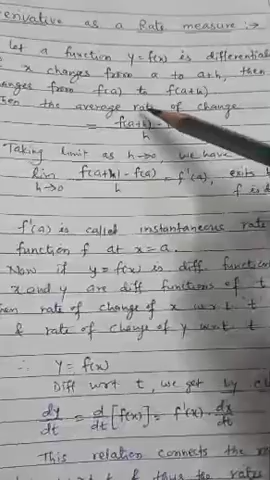 erivative as a Rate measure :→
Let a function y = f(x) is differentia
x changes from a to a+h, then
anges from f(a) to f(a+h)
hen the average rate of change
= f(a+h) -
h
Taking limit as h→0, we have
lim f(a+h) - f(a) = f'(a), exits
h→0 h f is d
f'(a) is called instantaneous rate
function f at x = a.
Now if y = f(x) is diff function
x and y are diff functions of 't
hen rate of change of x w.r.t 't'
& rate of change of y w.r.t t
∴ y = f(x)
Diff w.r.t t, we get by c
dy/dt = d/dt [f(x)] = f'(x) · dx/dt
This relation connects the
& thus the rates